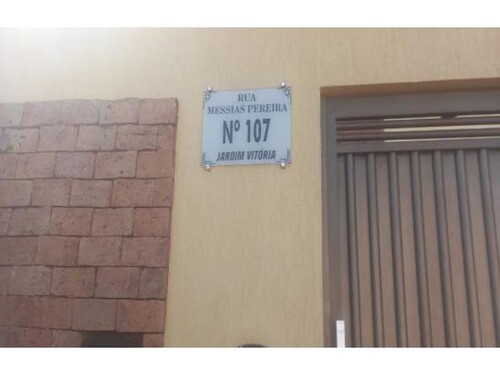 RUA
MESSIAS PEREIRA
Nº 107
JARDIM VITÓRIA